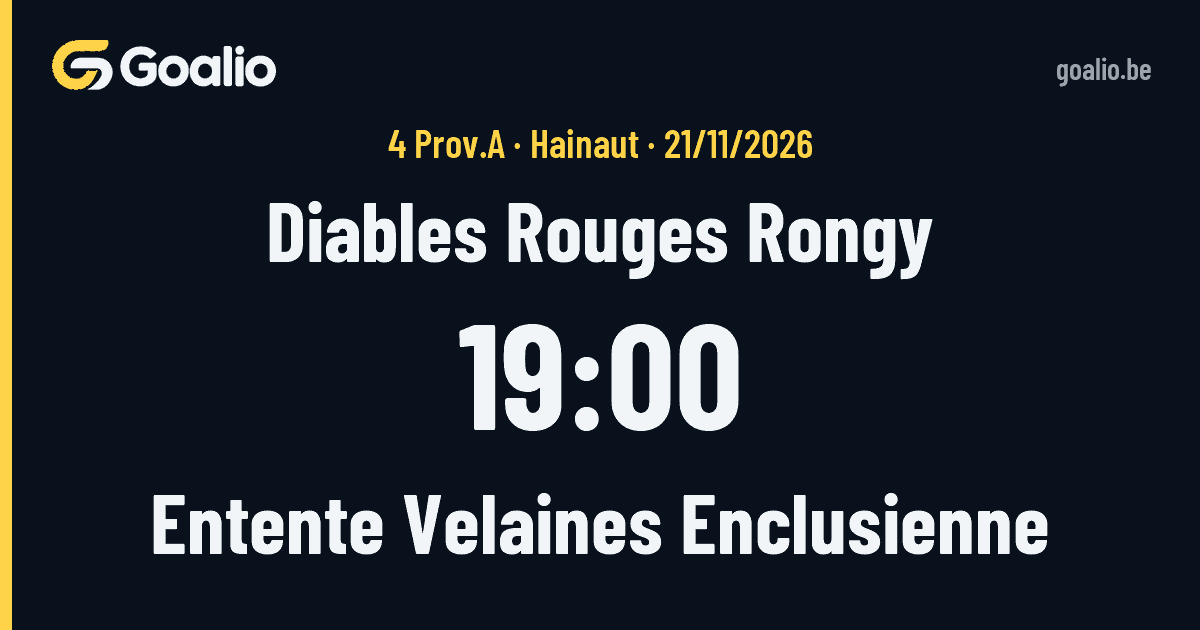 Goalio
goalio.be
4 Prov.A · Hainaut · 21/11/2026
Diables Rouges Rongy
19:00
Entente Velaines Enclusienne